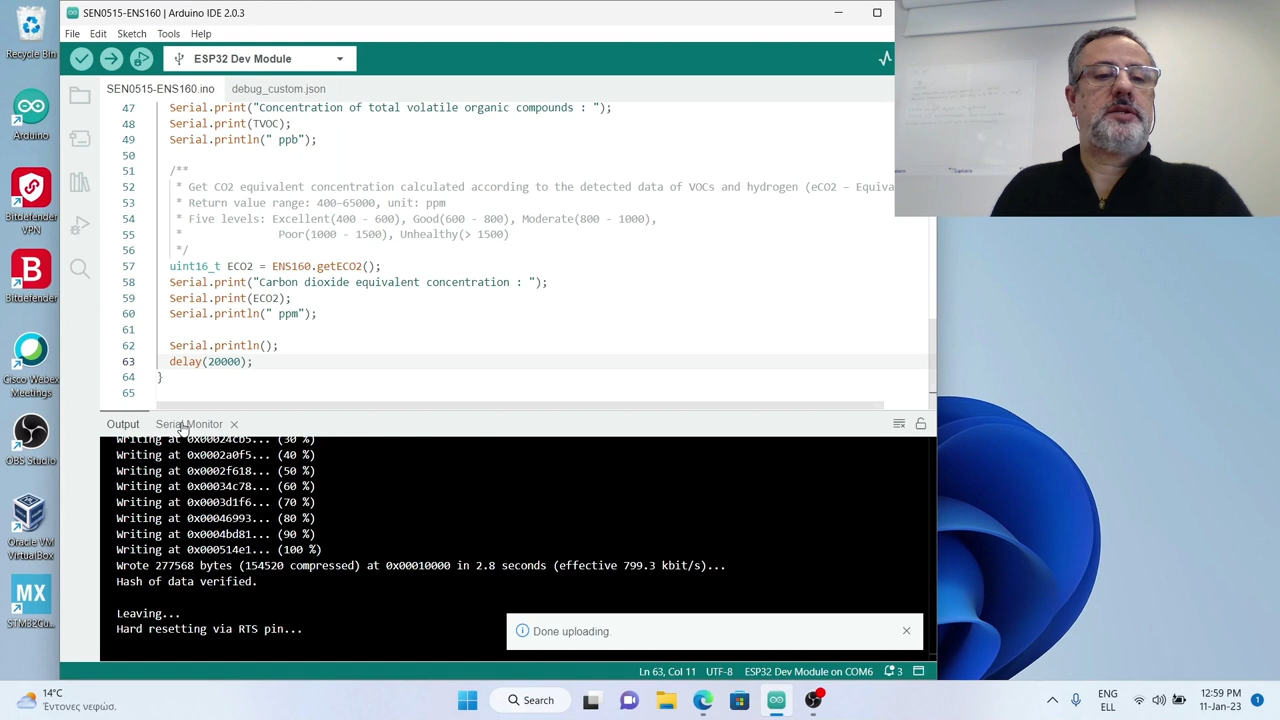 Recycle Bin
Arduino
Bitdefender
VPN
Bitdefender
Cisco Webex
Meetings
OBS Studio
Oracle VM
VirtualBox
MX
STM32Cu...
SEN0515-ENS160 | Arduino IDE 2.0.3
File Edit Sketch Tools Help
ESP32 Dev Module
SEN0515-ENS160.ino debug_custom.json
47 Serial.print("Concentration of total volatile organic compounds : ");
48 Serial.print(TVOC);
49 Serial.println(" ppb");
50
51 /**
52 * Get CO2 equivalent concentration calculated according to the detected data of VOCs and hydrogen (eCO2 – Equiva
53 * Return value range: 400–65000, unit: ppm
54 * Five levels: Excellent(400 - 600), Good(600 - 800), Moderate(800 - 1000),
55 * Poor(1000 - 1500), Unhealthy(> 1500)
56 */
57 uint16_t ECO2 = ENS160.getECO2();
58 Serial.print("Carbon dioxide equivalent concentration : ");
59 Serial.print(ECO2);
60 Serial.println(" ppm");
61
62 Serial.println();
63 delay(20000);
64 }
65
Output Serial Monitor
Writing at 0x00024cb5... (30 %)
Writing at 0x0002a0f5... (40 %)
Writing at 0x0002f618... (50 %)
Writing at 0x00034c78... (60 %)
Writing at 0x0003d1f6... (70 %)
Writing at 0x00046993... (80 %)
Writing at 0x0004bd81... (90 %)
Writing at 0x000514e1... (100 %)
Wrote 277568 bytes (154520 compressed) at 0x00010000 in 2.8 seconds (effective 799.3 kbit/s)...
Hash of data verified.
Leaving...
Hard resetting via RTS pin...
Done uploading.
Ln 63, Col 11 UTF-8 ESP32 Dev Module on COM6 3
14°C
Έντονες νεφώσ...
Search
ENG
ELL
12:59 PM
11-Jan-23
1